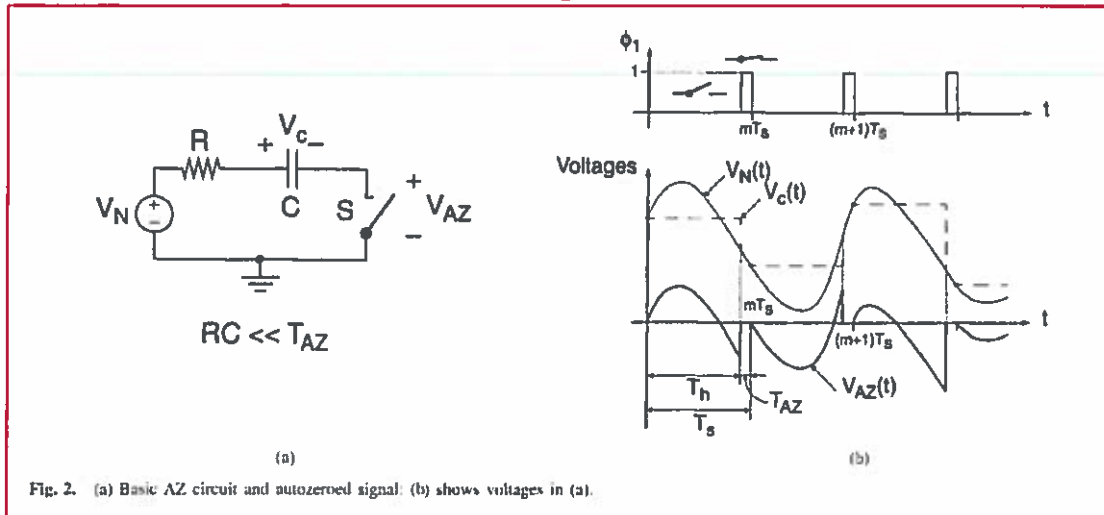 ϕ1
1
t
mTs
(m+1)Ts
R
+ Vc −
C
S
VN
+
−
+
VAZ
−
RC << TAZ
Voltages
VN(t)
Vc(t)
mTs
t
(m+1)Ts
Th
TAZ
VAZ(t)
Ts
(a)
(b)
Fig. 2. (a) Basic AZ circuit and autozeroed signal: (b) shows voltages in (a).